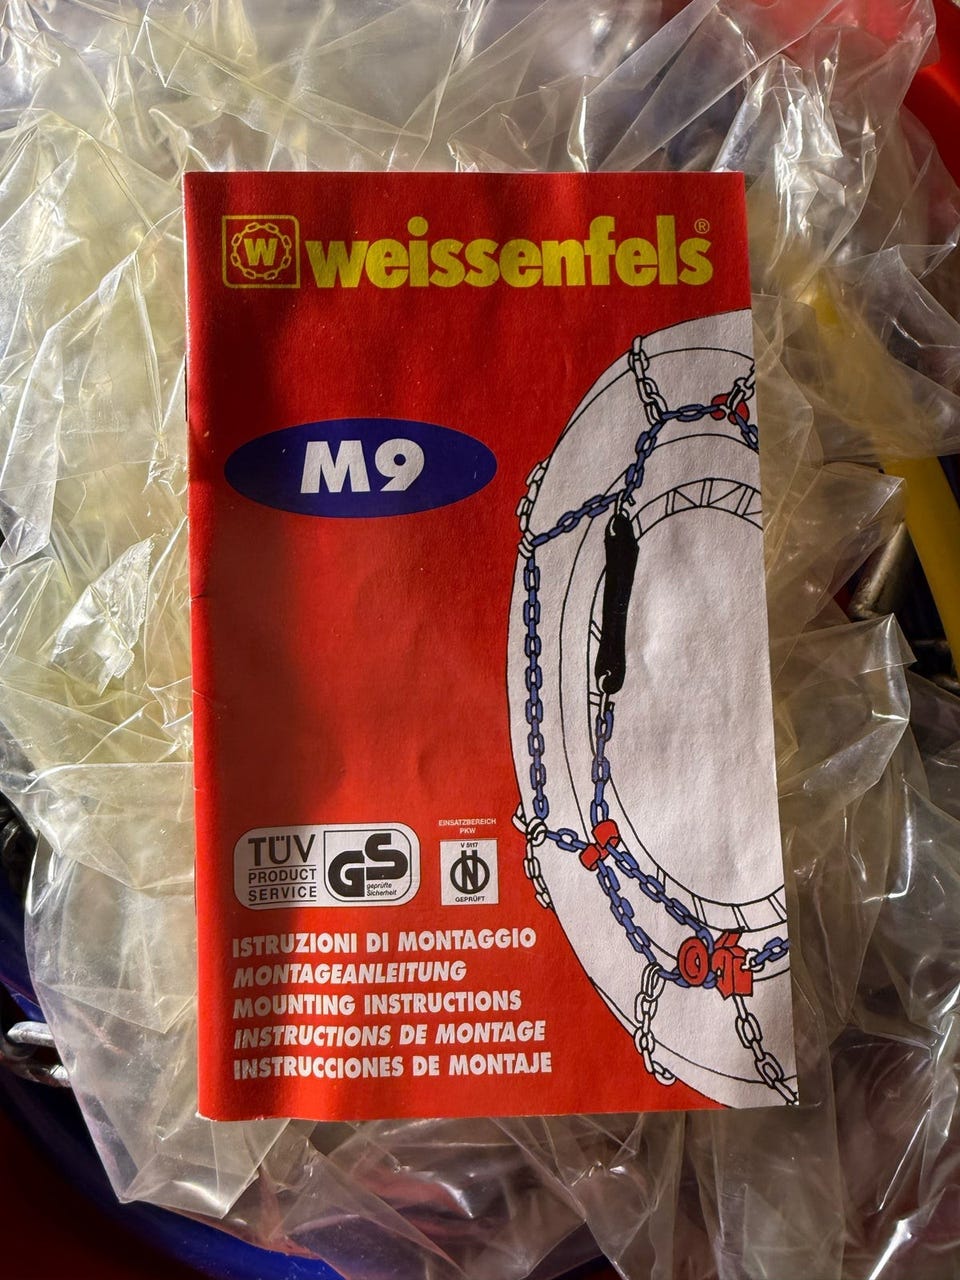 W weissenfels®
M9
TÜV
PRODUCT
SERVICE
GS
geprüfte
Sicherheit
EINSATZBEREICH
PKW
V 5117
N
GEPRÜFT
ISTRUZIONI DI MONTAGGIO
MONTAGEANLEITUNG
MOUNTING INSTRUCTIONS
INSTRUCTIONS DE MONTAGE
INSTRUCCIONES DE MONTAJE